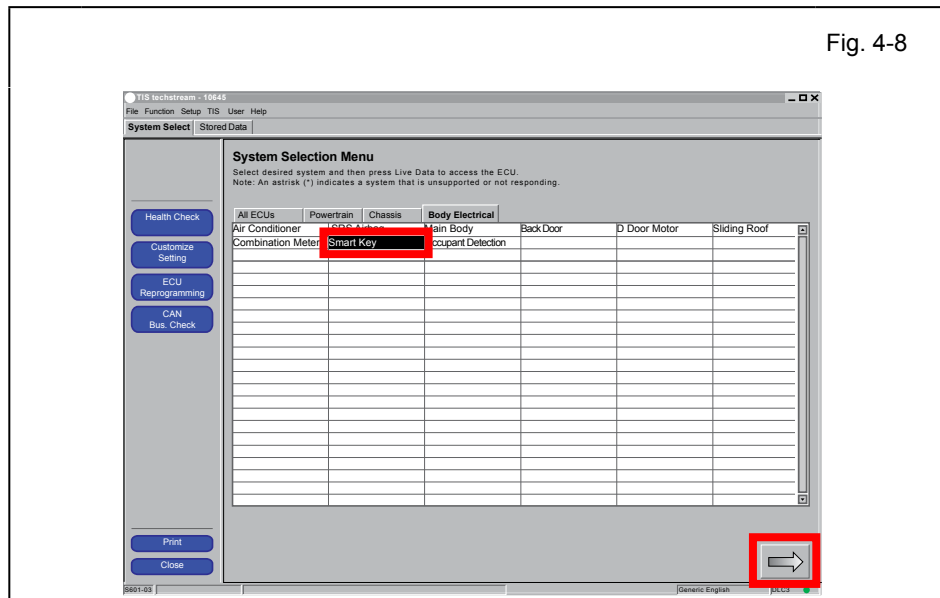 Fig. 4-8
TIS techstream - 10645
File Function Setup TIS User Help
System Select Stored Data
System Selection Menu
Select desired system and then press Live Data to access the ECU.
Note: An astrisk (*) indicates a system that is unsupported or not responding.
Health Check
Customize
Setting
ECU
Reprogramming
CAN
Bus. Check
All ECUs Powertrain Chassis Body Electrical
Air Conditioner SRS Airbag Main Body Back Door D Door Motor Sliding Roof
Combination Meter Smart Key Occupant Detection
Print
Close
S601-03 Generic English DLC3